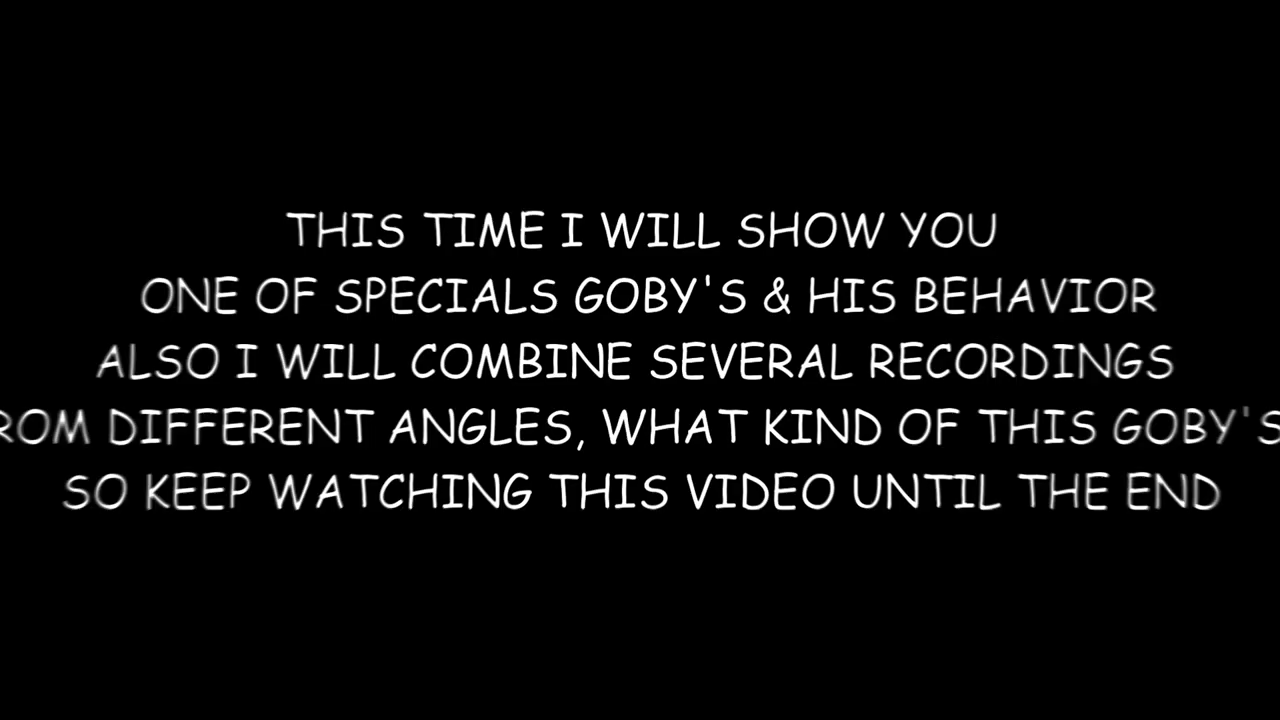 THIS TIME I WILL SHOW YOU
ONE OF SPECIALS GOBY'S & HIS BEHAVIOR
ALSO I WILL COMBINE SEVERAL RECORDINGS
ROM DIFFERENT ANGLES, WHAT KIND OF THIS GOBY'S
SO KEEP WATCHING THIS VIDEO UNTIL THE END